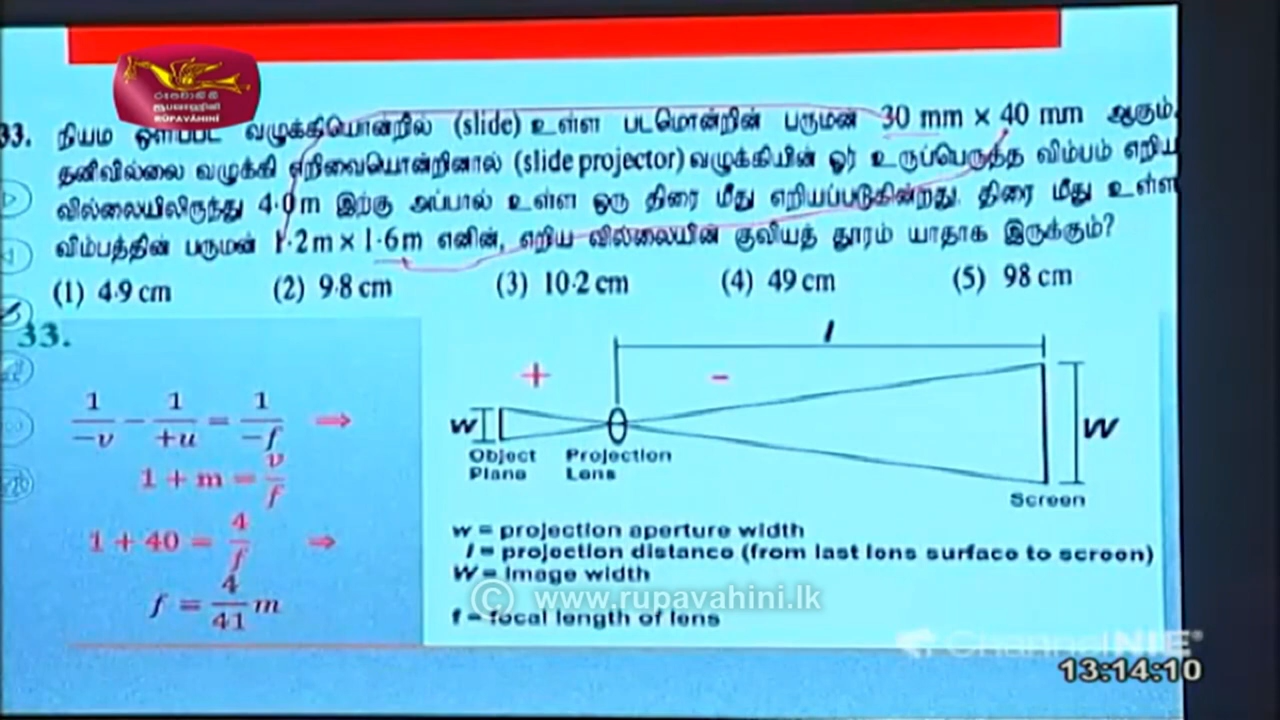 රූපවාහිනී
ரூபவாஹினி
RUPAVAHINI
33. நியம ஒளிப்பட வழுக்கியொன்றில் (slide) உள்ள படமொன்றின் பருமன் 30 mm × 40 mm ஆகும்.
தனிவில்லை வழுக்கி எறிவையொன்றினால் (slide projector) வழுக்கியின் ஓர் உருப்பெருத்த விம்பம் எறிய
வில்லையிலிருந்து 4·0 m இற்கு அப்பால் உள்ள ஒரு திரை மீது எறியப்படுகின்றது. திரை மீது உள்ள
விம்பத்தின் பருமன் 1·2 m × 1·6 m எனின், எறிய வில்லையின் குவியத் தூரம் யாதாக இருக்கும்?
(1) 4·9 cm (2) 9·8 cm (3) 10·2 cm (4) 49 cm (5) 98 cm
33.
1/−v − 1/+u = 1/−f ⇒
1 + m = v/f
1 + 40 = 4/f ⇒
f = 4/41 m
l
+ −
w W
Object Plane
Projection Lens
Screen
w = projection aperture width
l = projection distance (from last lens surface to screen)
W = Image width
f = focal length of lens
© www.rupavahini.lk
Channel NIE
13:14:10